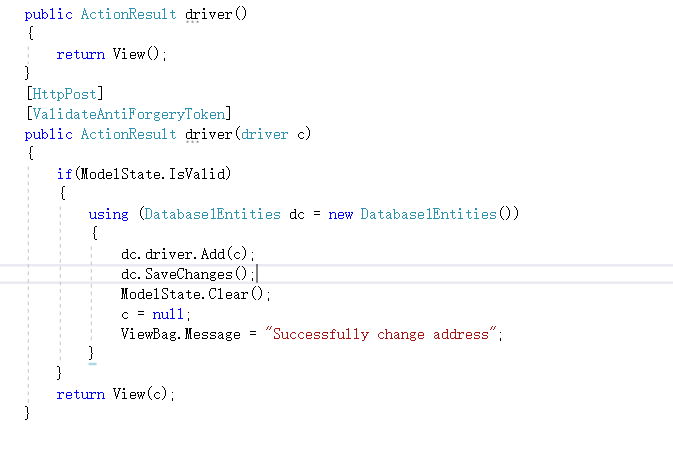 public ActionResult driver()
{
return View();
}
[HttpPost]
[ValidateAntiForgeryToken]
public ActionResult driver(driver c)
{
if(ModelState.IsValid)
{
using (Database1Entities dc = new Database1Entities())
{
dc.driver.Add(c);
dc.SaveChanges();
ModelState.Clear();
c = null;
ViewBag.Message = "Successfully change address";
}
}
return View(c);
}